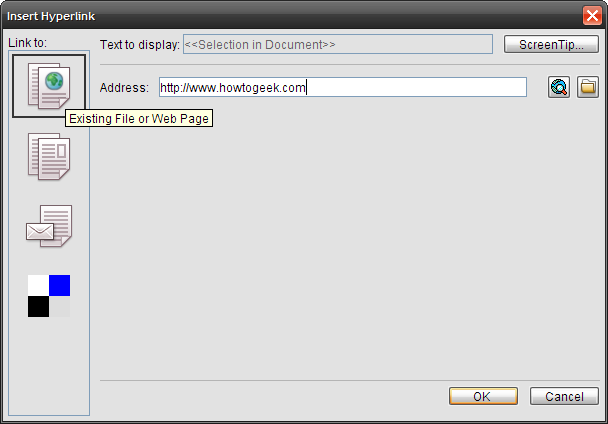 Insert Hyperlink
Link to:
Text to display: <<Selection in Document>>
ScreenTip...
Address: http://www.howtogeek.com
Existing File or Web Page
OK
Cancel